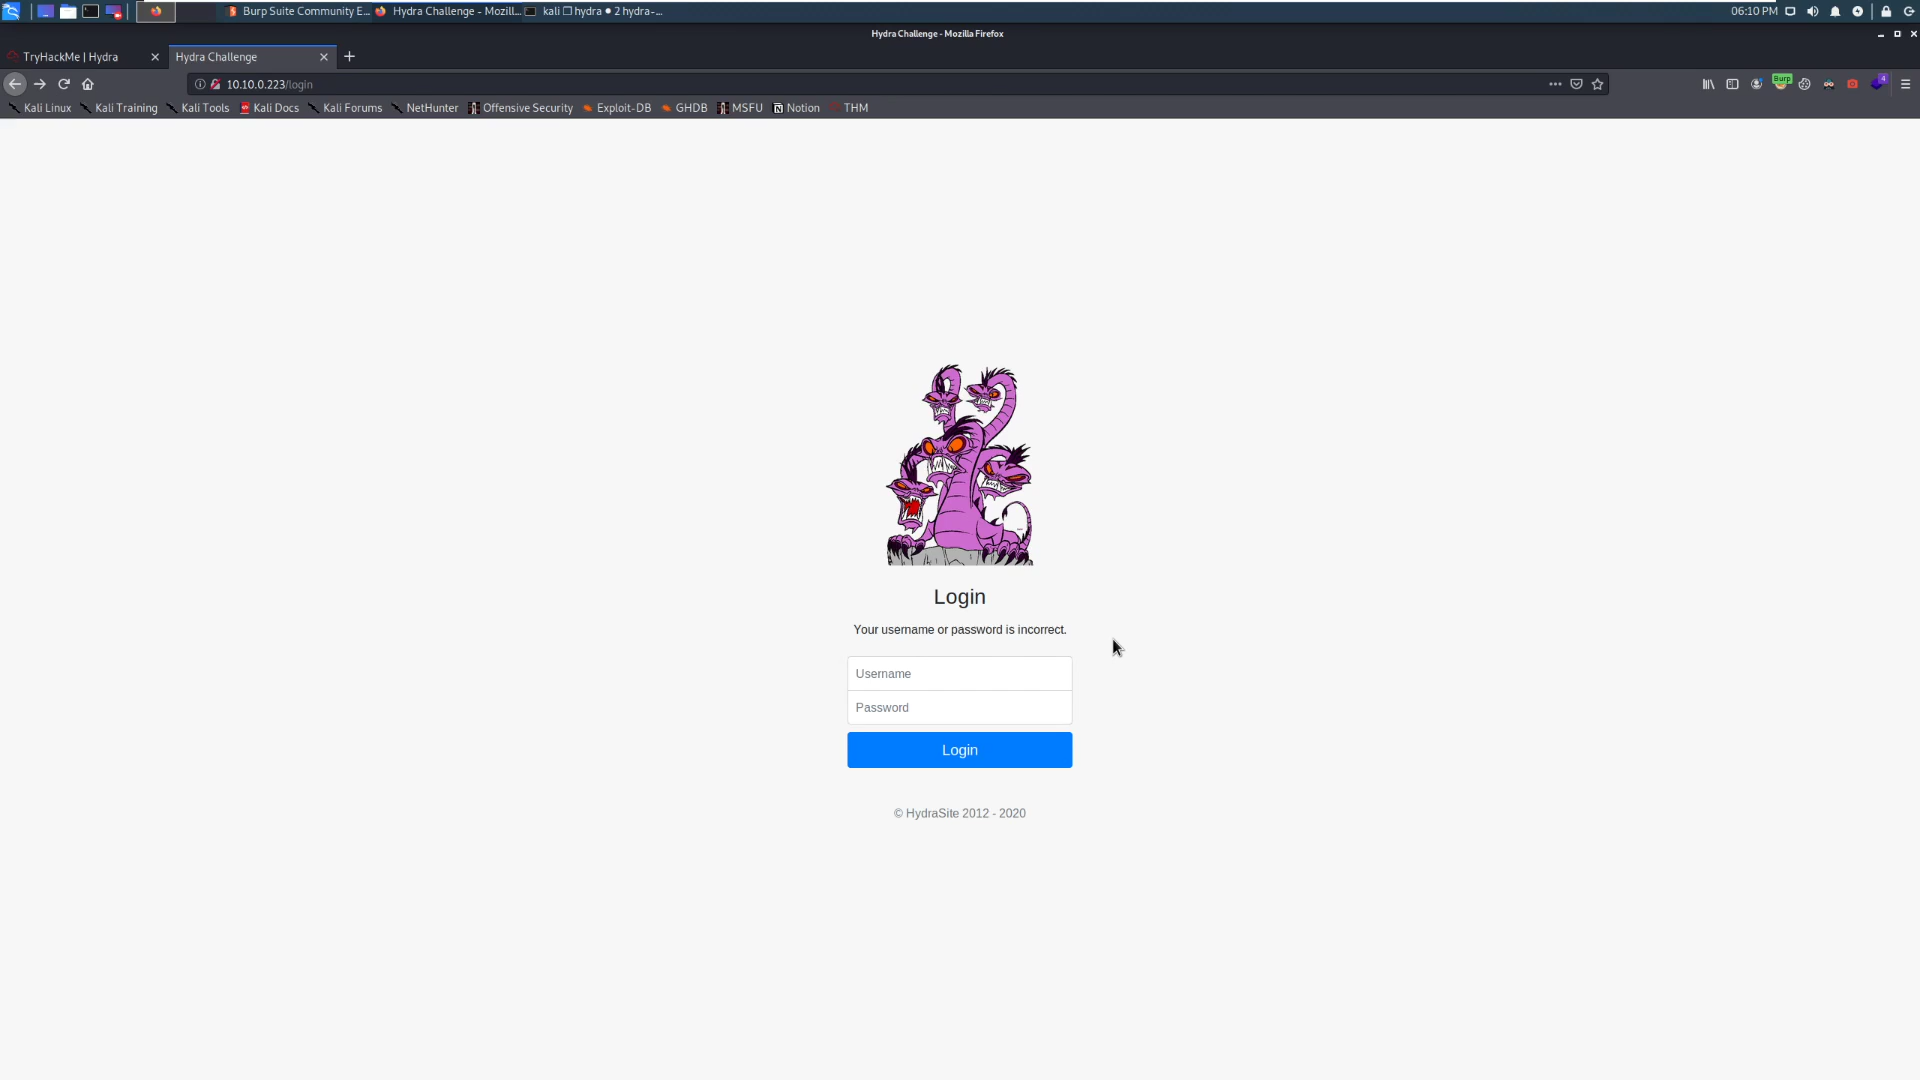 Burp Suite Community E...
Hydra Challenge - Mozill...
kali ❐ hydra ● 2 hydra-...
06:10 PM
Hydra Challenge - Mozilla Firefox
TryHackMe | Hydra
Hydra Challenge
10.10.0.223/login
Burp
4
Kali Linux
Kali Training
Kali Tools
Kali Docs
Kali Forums
NetHunter
Offensive Security
Exploit-DB
GHDB
MSFU
Notion
THM
Login
Your username or password is incorrect.
Username
Password
Login
© HydraSite 2012 - 2020